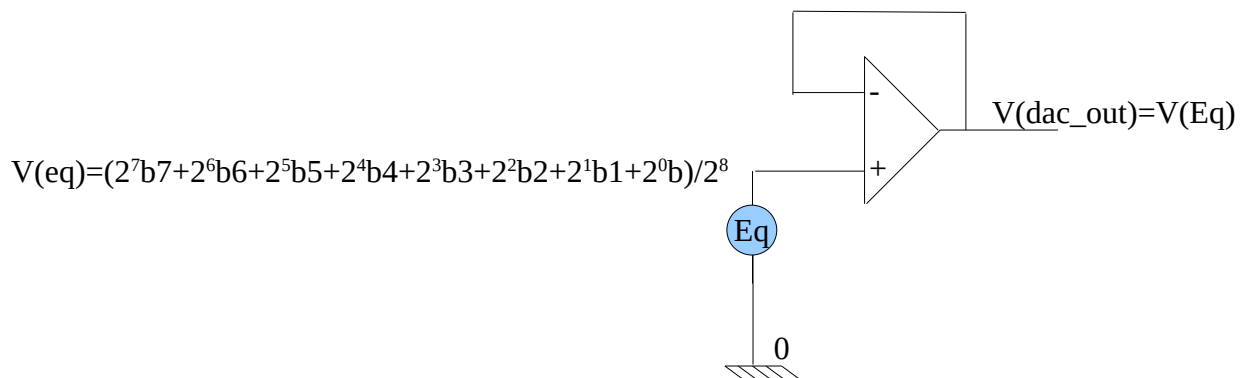 -
V(dac_out)=V(Eq)
V(eq)=(2⁷b7+2⁶b6+2⁵b5+2⁴b4+2³b3+2²b2+2¹b1+2⁰b)/2⁸
+
Eq
0